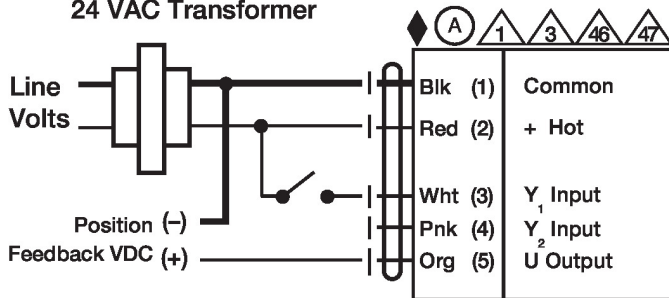 24 VAC Transformer
A 1 3 46 47
Line Volts
Blk (1) Common
Red (2) + Hot
Wht (3) Y1 Input
Pnk (4) Y2 Input
Org (5) U Output
Position (–)
Feedback VDC (+)